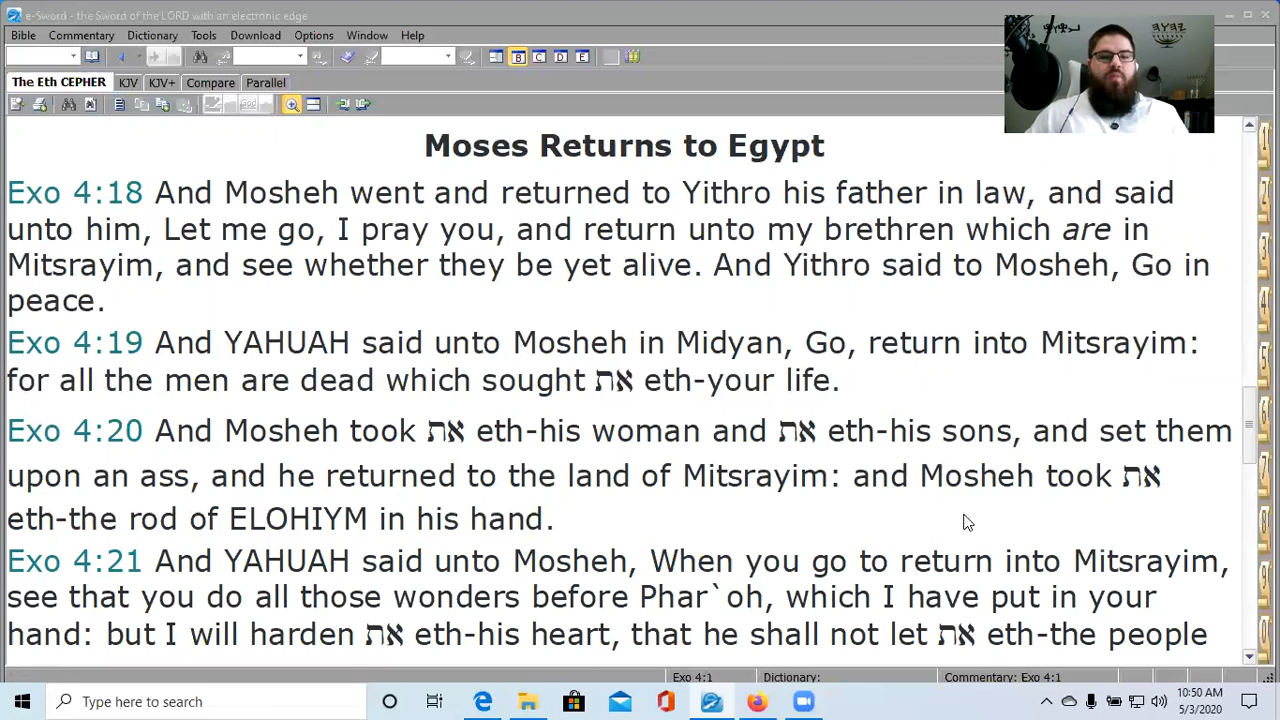 e-Sword - the Sword of the LORD with an electronic edge
Bible Commentary Dictionary Tools Download Options Window Help
B C D E
The Eth CEPHER KJV KJV+ Compare Parallel
Moses Returns to Egypt
Exo 4:18 And Mosheh went and returned to Yithro his father in law, and said
unto him, Let me go, I pray you, and return unto my brethren which are in
Mitsrayim, and see whether they be yet alive. And Yithro said to Mosheh, Go in
peace.
Exo 4:19 And YAHUAH said unto Mosheh in Midyan, Go, return into Mitsrayim:
for all the men are dead which sought את eth-your life.
Exo 4:20 And Mosheh took את eth-his woman and את eth-his sons, and set them
upon an ass, and he returned to the land of Mitsrayim: and Mosheh took את
eth-the rod of ELOHIYM in his hand.
Exo 4:21 And YAHUAH said unto Mosheh, When you go to return into Mitsrayim,
see that you do all those wonders before Phar`oh, which I have put in your
hand: but I will harden את eth-his heart, that he shall not let את eth-the people
Exo 4:1 Dictionary: Commentary: Exo 4:1
Type here to search
10:50 AM
5/3/2020